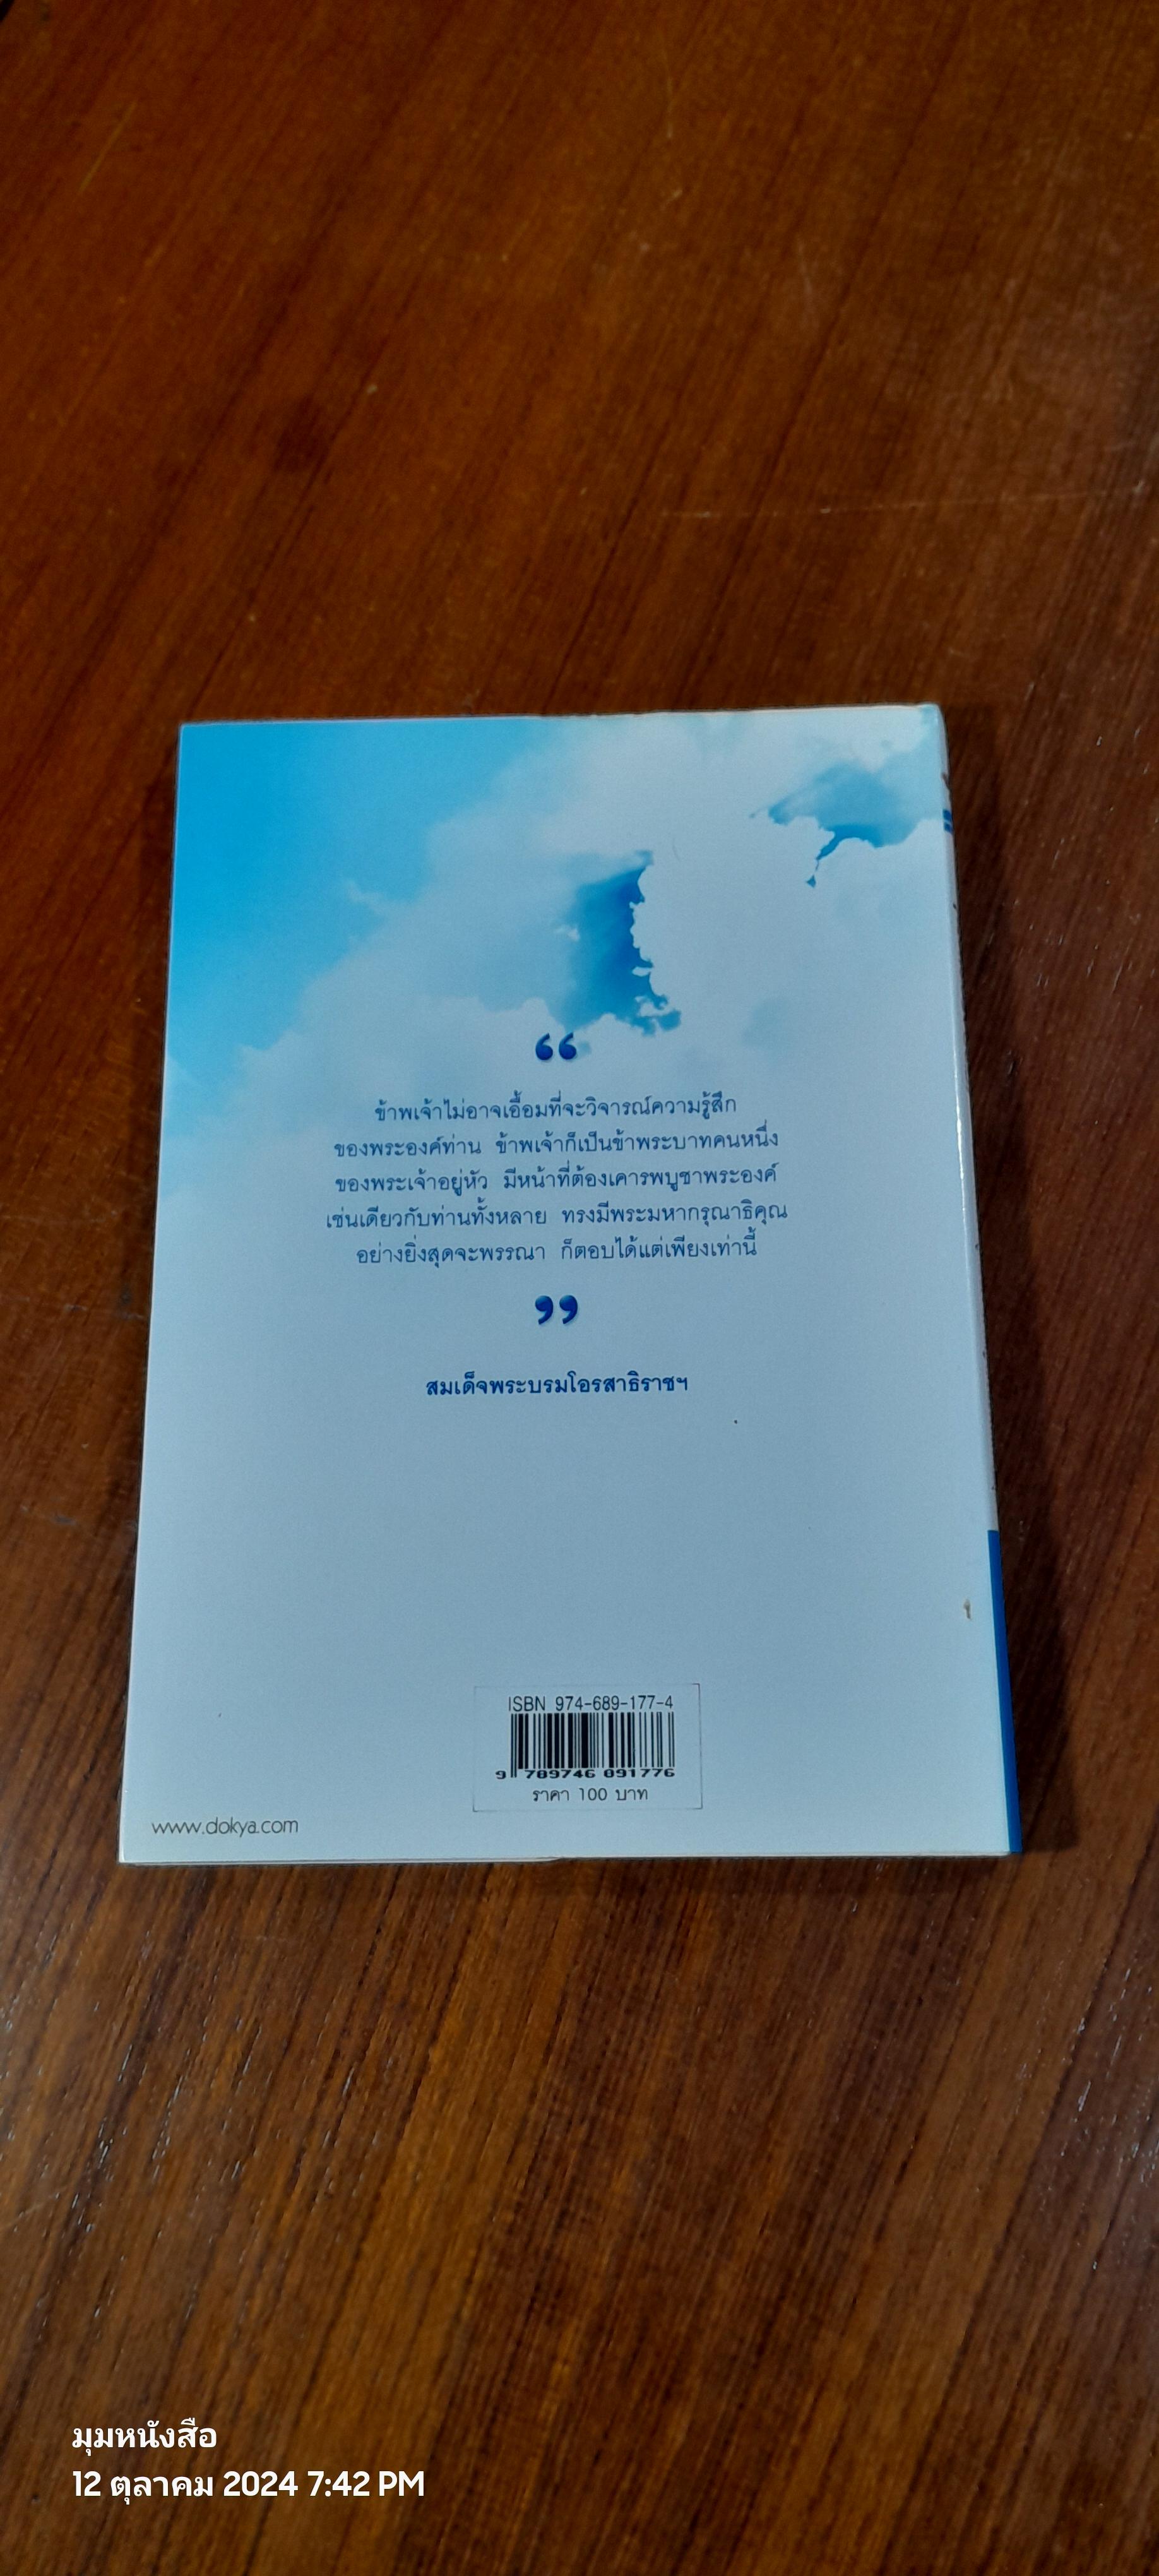 “
ข้าพเจ้าไม่อาจเอื้อมที่จะวิจารณ์ความรู้สึก
ของพระองค์ท่าน ข้าพเจ้าก็เป็นข้าพระบาทคนหนึ่ง
ของพระเจ้าอยู่หัว มีหน้าที่ต้องเคารพบูชาพระองค์
เช่นเดียวกับท่านทั้งหลาย ทรงมีพระมหากรุณาธิคุณ
อย่างยิ่งสุดจะพรรณา ก็ตอบได้แต่เพียงเท่านี้
”
สมเด็จพระบรมโอรสาธิราชฯ
ISBN 974-689-177-4
9 789746 891776
ราคา 100 บาท
www.dokya.com
มุมหนังสือ
12 ตุลาคม 2024 7:42 PM